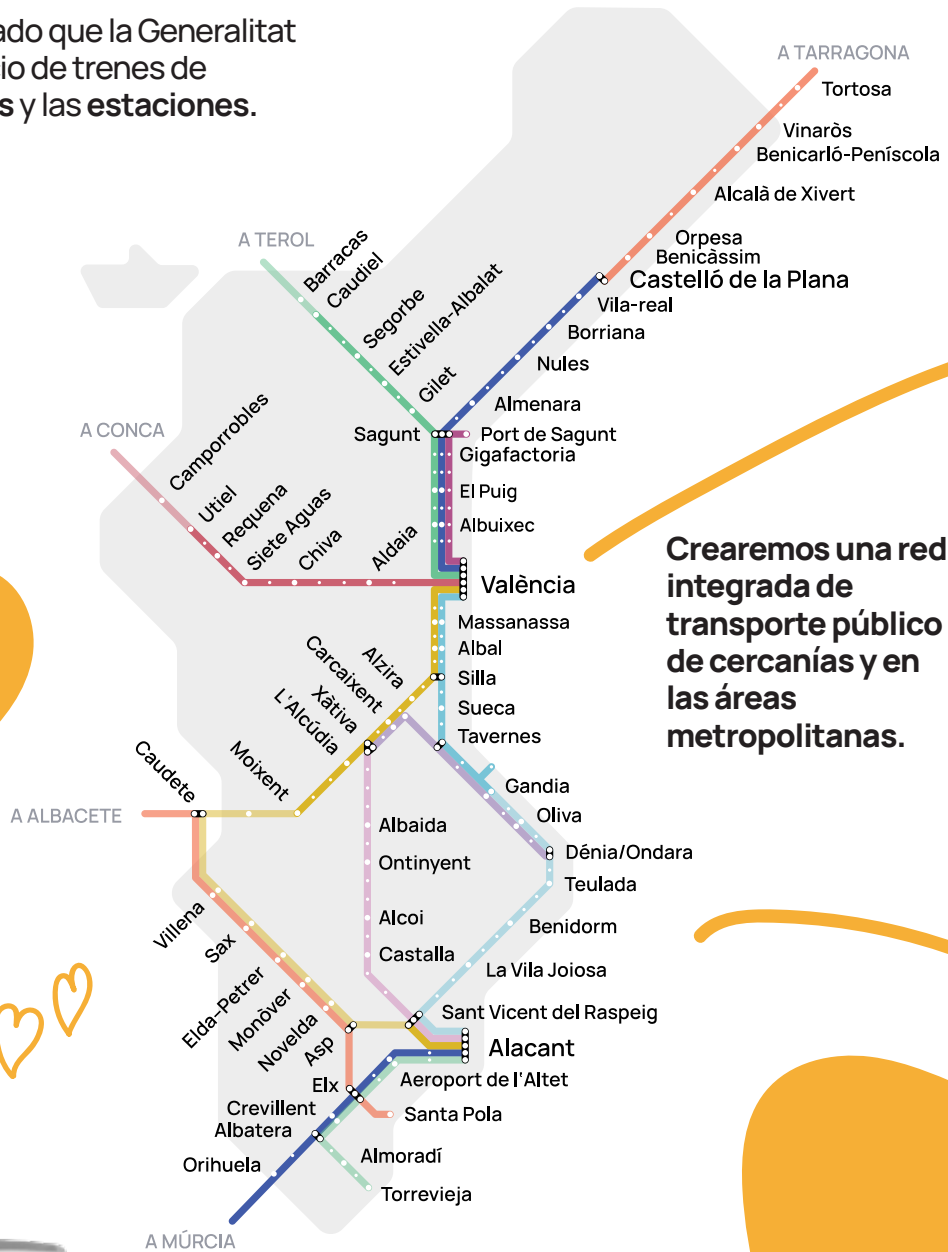 ado que la Generalitat
io de trenes de
s y las estaciones.
A TARRAGONA
Tortosa
Vinaròs
Benicarló-Peníscola
Alcalà de Xivert
Orpesa
Benicàssim
Castelló de la Plana
Vila-real
Borriana
Nules
Almenara
A TEROL
Barracas
Caudiel
Segorbe
Estivella-Albalat
Gilet
Sagunt
Port de Sagunt
Gigafactoria
El Puig
Albuixec
A CONCA
Camporrobles
Utiel
Requena
Siete Aguas
Chiva
Aldaia
València
Crearemos una red
integrada de
transporte público
de cercanías y en
las áreas
metropolitanas.
Massanassa
Albal
Silla
Sueca
Tavernes
Alzira
Carcaixent
Xàtiva
L'Alcúdia
Moixent
Caudete
A ALBACETE
Gandia
Oliva
Dénia/Ondara
Teulada
Benidorm
La Vila Joiosa
Sant Vicent del Raspeig
Albaida
Ontinyent
Alcoi
Castalla
Villena
Sax
Elda-Petrer
Monòver
Novelda
Asp
Alacant
Aeroport de l'Altet
Elx
Santa Pola
Crevillent
Albatera
Orihuela
Almoradí
Torrevieja
A MÚRCIA